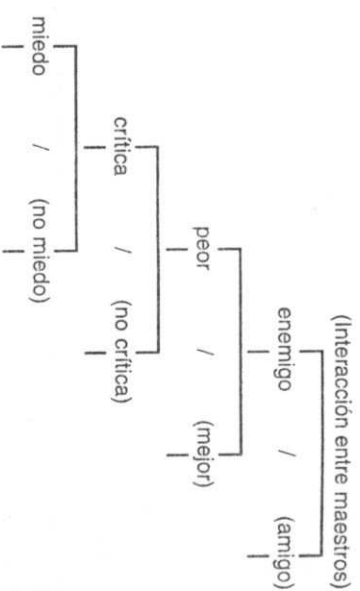 (Interacción entre maestros)
enemigo / (amigo)
peor / (mejor)
crítica / (no crítica)
miedo / (no miedo)